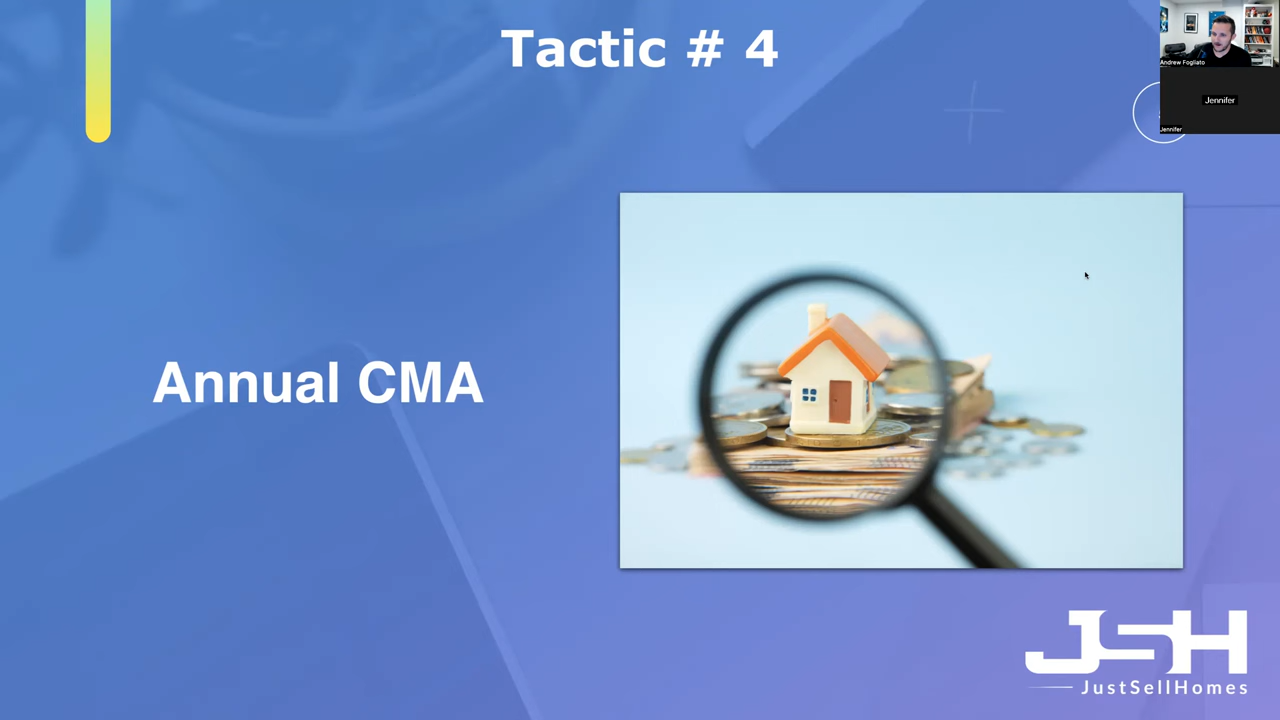 Tactic # 4
Andrew Fogliato
Jennifer
Jennifer
Annual CMA
JSH
JustSellHomes